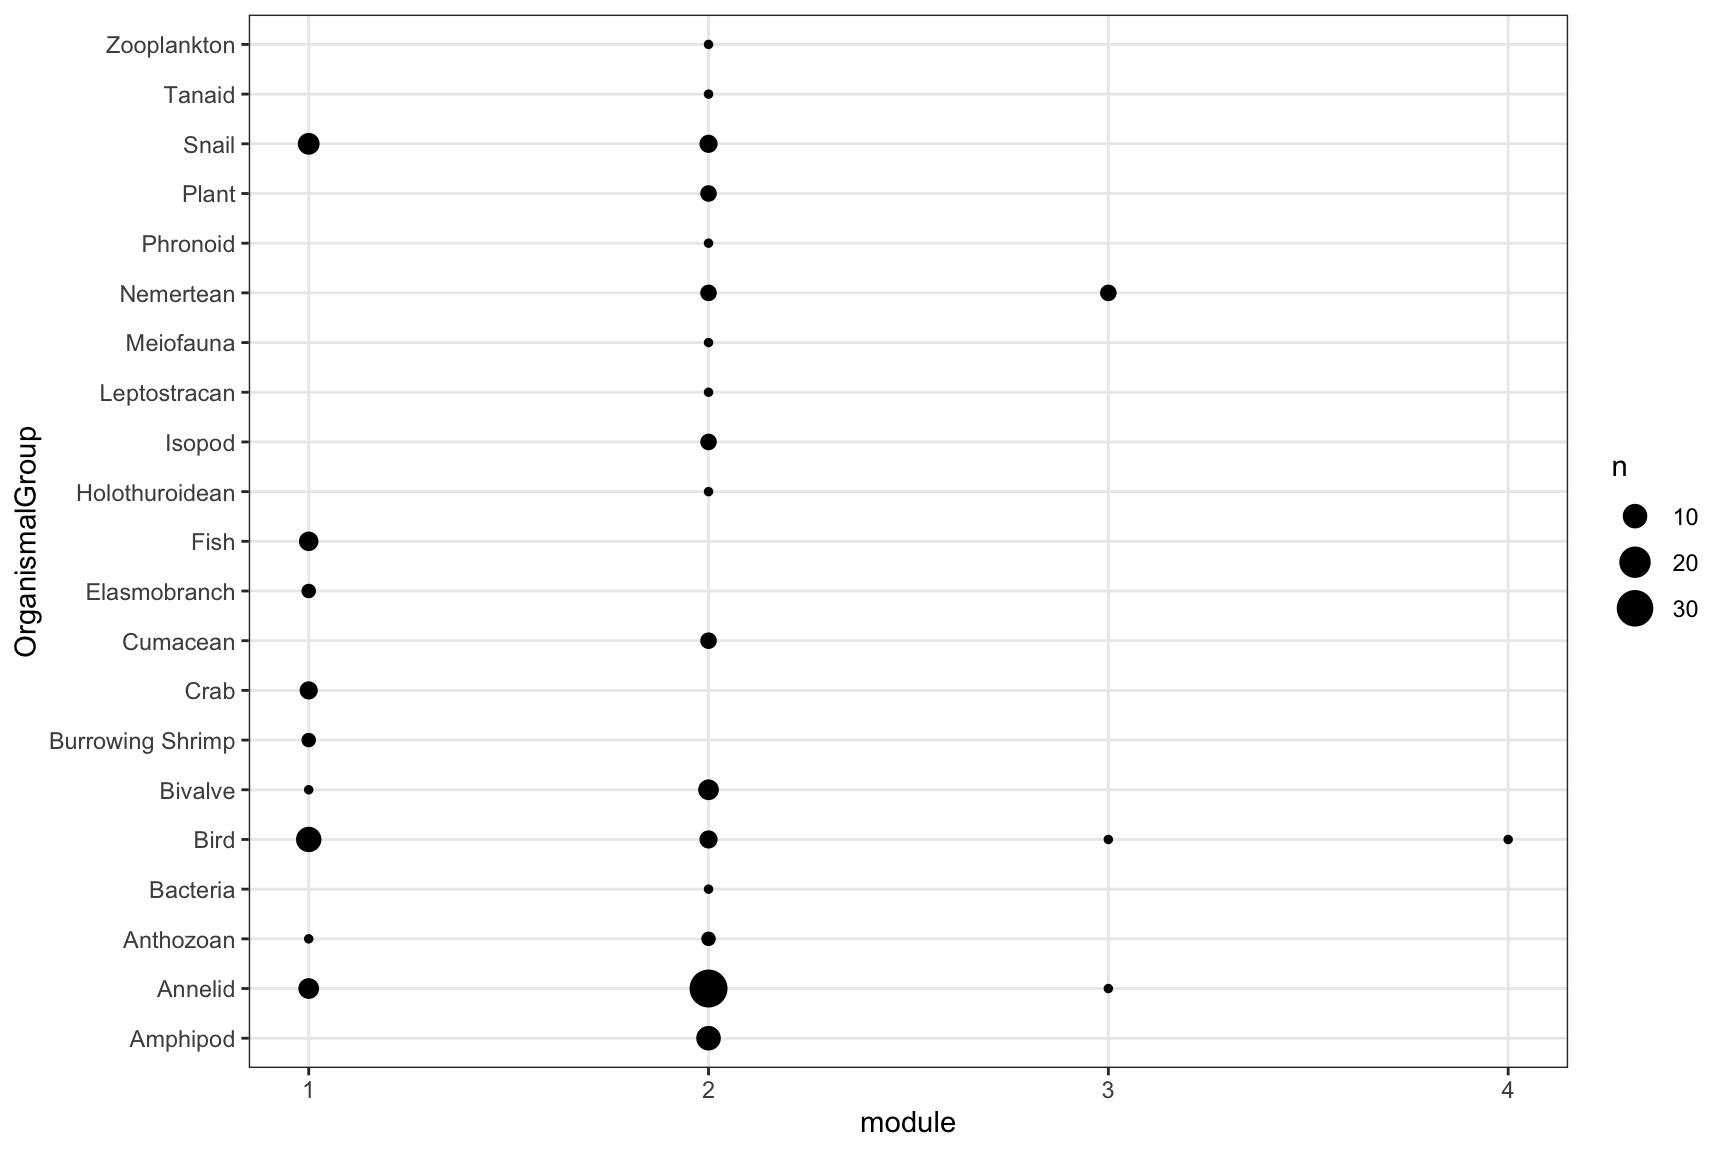 Zooplankton
Tanaid
Snail
Plant
Phronoid
Nemertean
Meiofauna
Leptostracan
Isopod
Holothuroidean
Fish
Elasmobranch
Cumacean
Crab
Burrowing Shrimp
Bivalve
Bird
Bacteria
Anthozoan
Annelid
Amphipod
OrganismalGroup
1 2 3 4
module
n
10
20
30